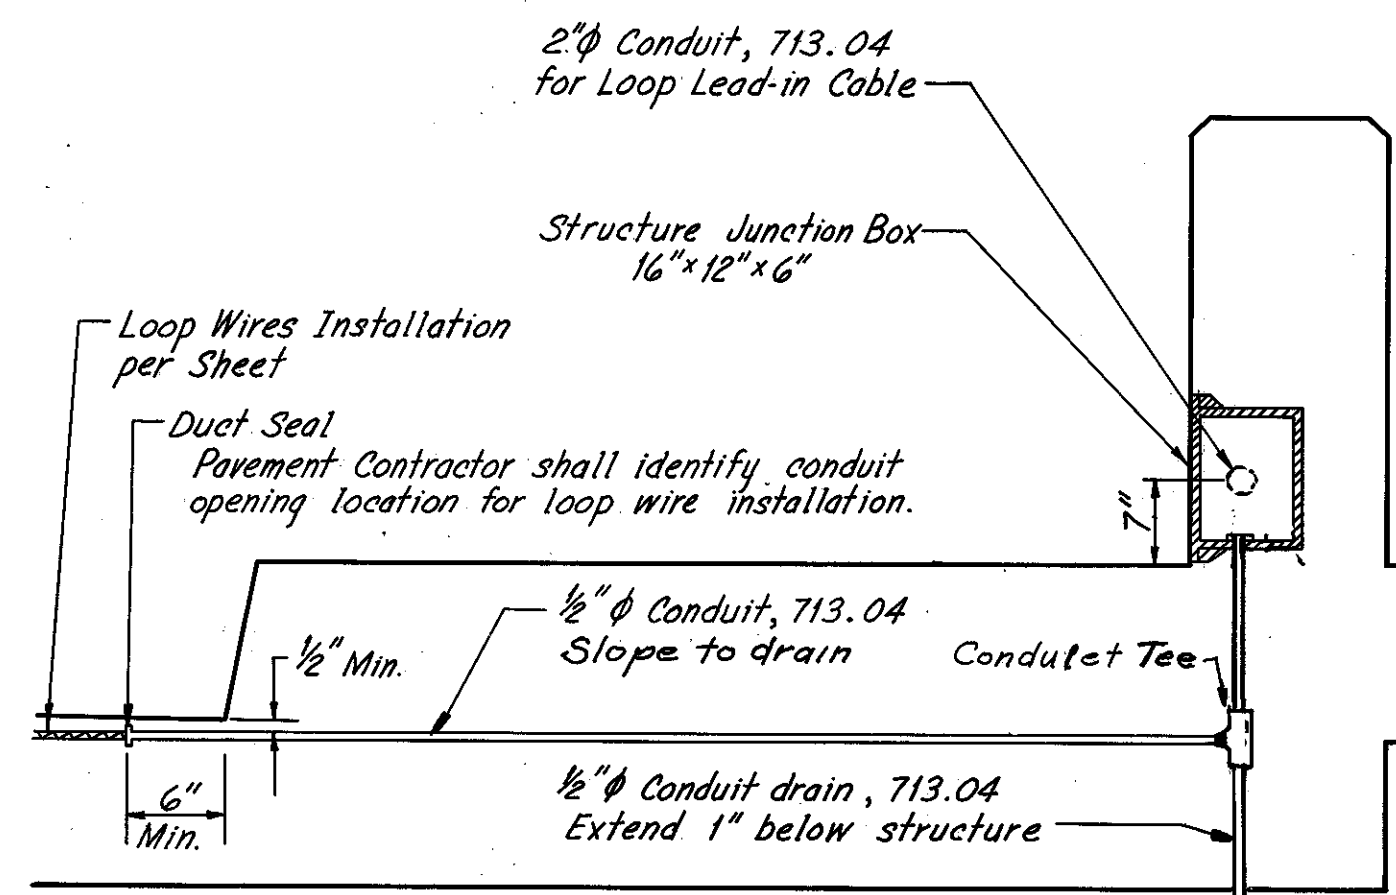 2"ϕ Conduit, 713.04
for Loop Lead-in Cable
Structure Junction Box
16"x12"x6"
Loop Wires Installation
per Sheet
Duct Seal
Pavement Contractor shall identify conduit
opening location for loop wire installation.
7"
1/2"ϕ Conduit, 713.04
Slope to drain
Condulet Tee
1/2" Min.
6"
Min.
1/2"ϕ Conduit drain, 713.04
Extend 1" below structure